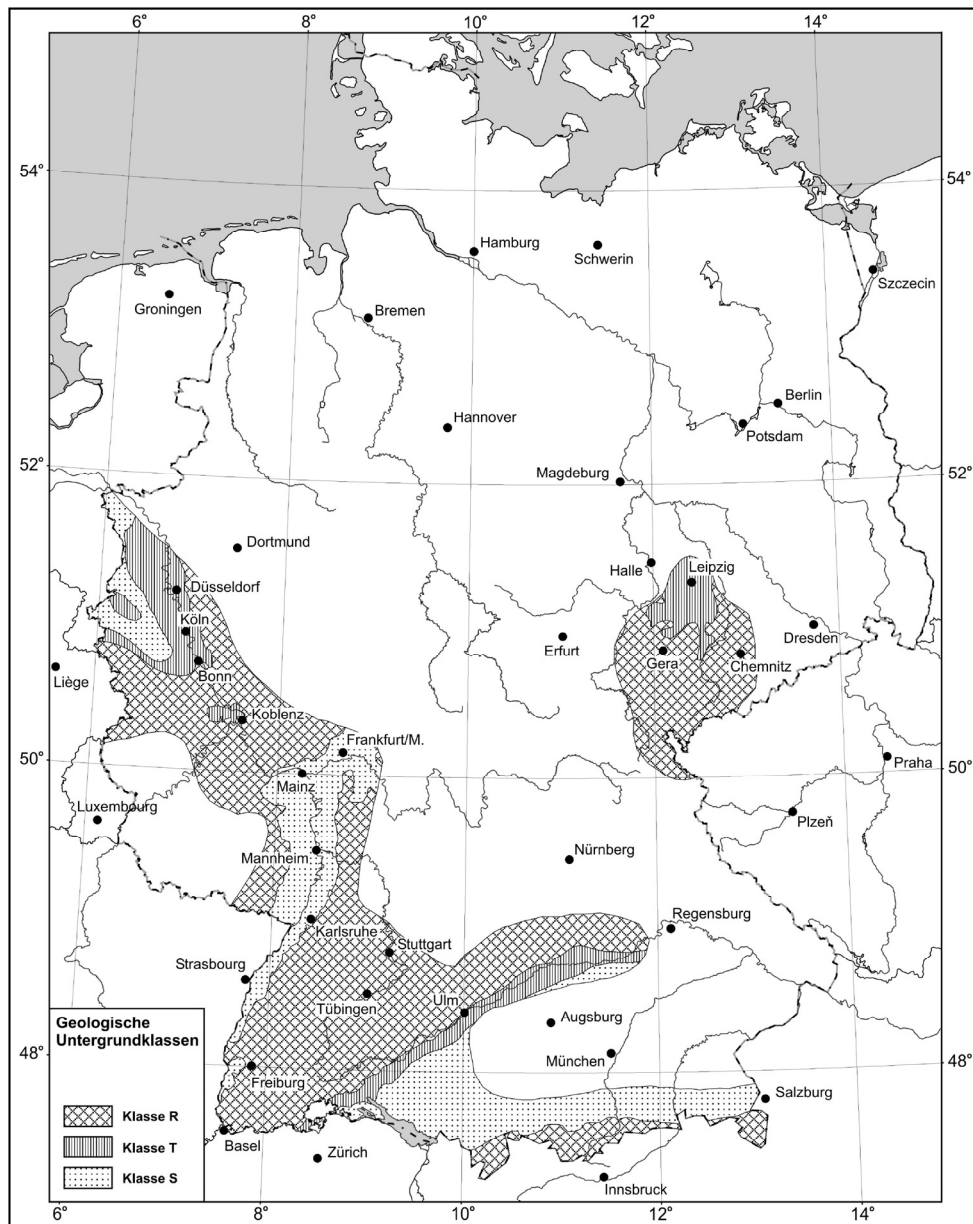 6°
8°
10°
12°
14°
54°
54°
Hamburg
Schwerin
Szczecin
Groningen
Bremen
Berlin
Hannover
Potsdam
52°
52°
Magdeburg
Dortmund
Halle
Leipzig
Düsseldorf
Köln
Erfurt
Dresden
Gera
Chemnitz
Liège
Bonn
Koblenz
Frankfurt/M.
50°
50°
Praha
Mainz
Luxembourg
Plzeň
Mannheim
Nürnberg
Regensburg
Karlsruhe
Stuttgart
Strasbourg
Tübingen
Ulm
Augsburg
Geologische
Untergrundklassen
48°
48°
München
Freiburg
Salzburg
Klasse R
Klasse T
Basel
Zürich
Klasse S
Innsbruck
6°
8°
10°
12°
14°